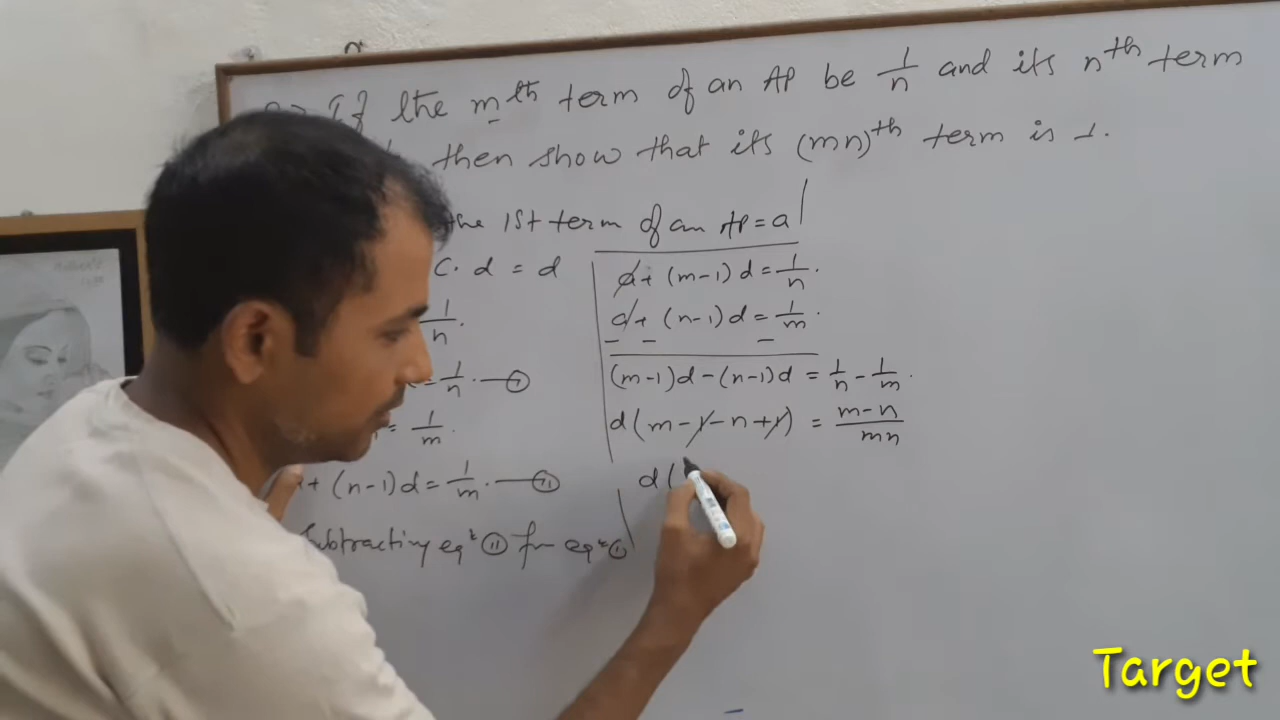 If the mth term of an AP be 1/n and its nth term
then show that its (mn)th term is 1.
the 1st term of an AP = a
C. d = d
1/n.
= 1/n. — (I)
= 1/m.
+ (n-1)d = 1/m. — (II)
Subtracting eqn (II) from eqn (I)
a + (m-1)d = 1/n.
a + (n-1)d = 1/m.
- - -
(m-1)d - (n-1)d = 1/n - 1/m.
d(m - 1 - n + 1) = m-n/mn
d(
Target